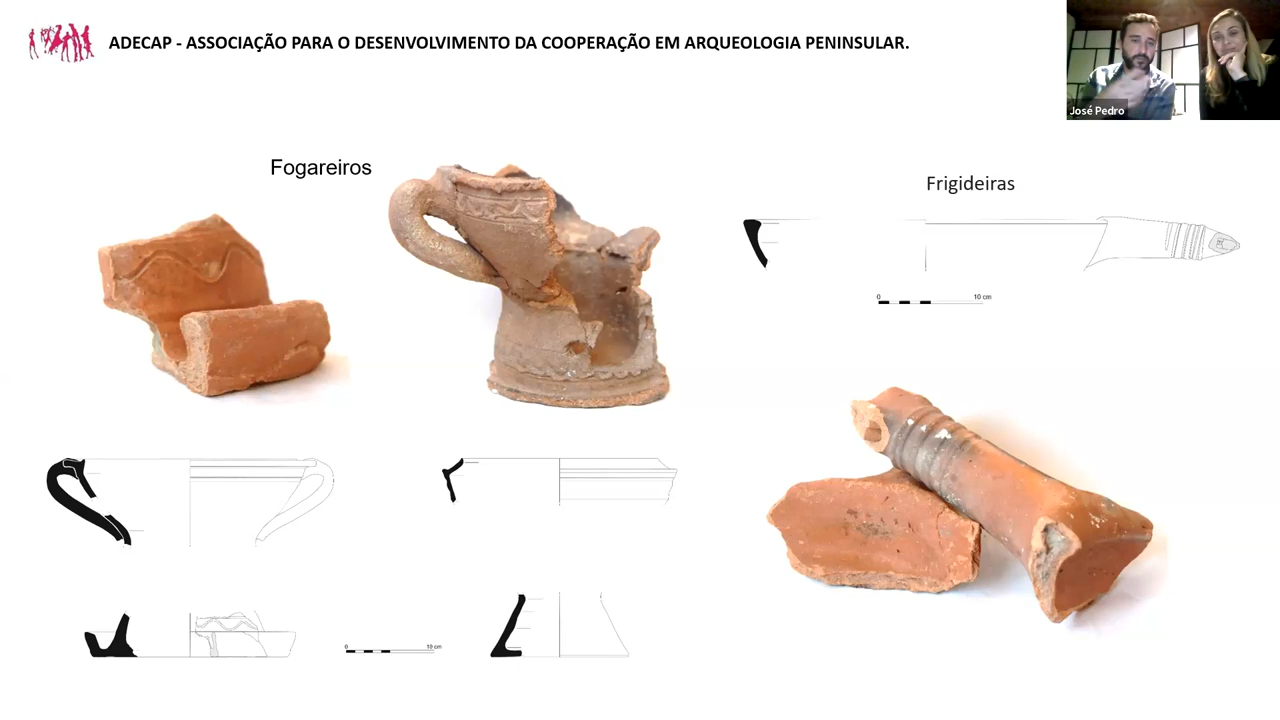 ADECAP - ASSOCIAÇÃO PARA O DESENVOLVIMENTO DA COOPERAÇÃO EM ARQUEOLOGIA PENINSULAR.
José Pedro
Fogareiros
Frigideiras
0 10 cm
0 10 cm